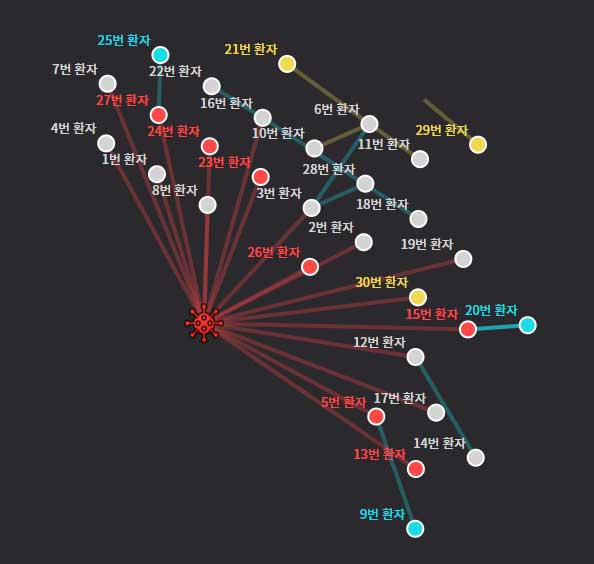 25번 환자
21번 환자
7번 환자
22번 환자
27번 환자
16번 환자
6번 환자
4번 환자
24번 환자
10번 환자
29번 환자
11번 환자
1번 환자
23번 환자
28번 환자
8번 환자
3번 환자
18번 환자
2번 환자
19번 환자
26번 환자
30번 환자
15번 환자
20번 환자
12번 환자
5번 환자
17번 환자
14번 환자
13번 환자
9번 환자